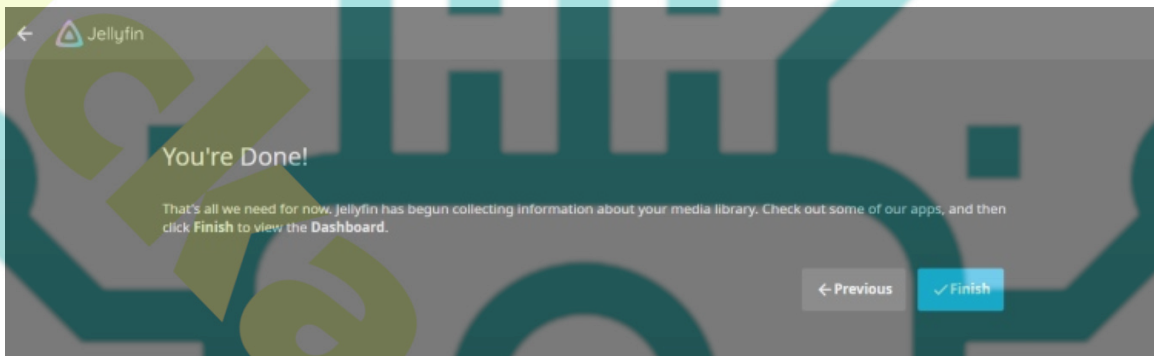 Jellyfin
You're Done!
That's all we need for now. Jellyfin has begun collecting information about your media library. Check out some of our apps, and then
click Finish to view the Dashboard.
Previous
Finish